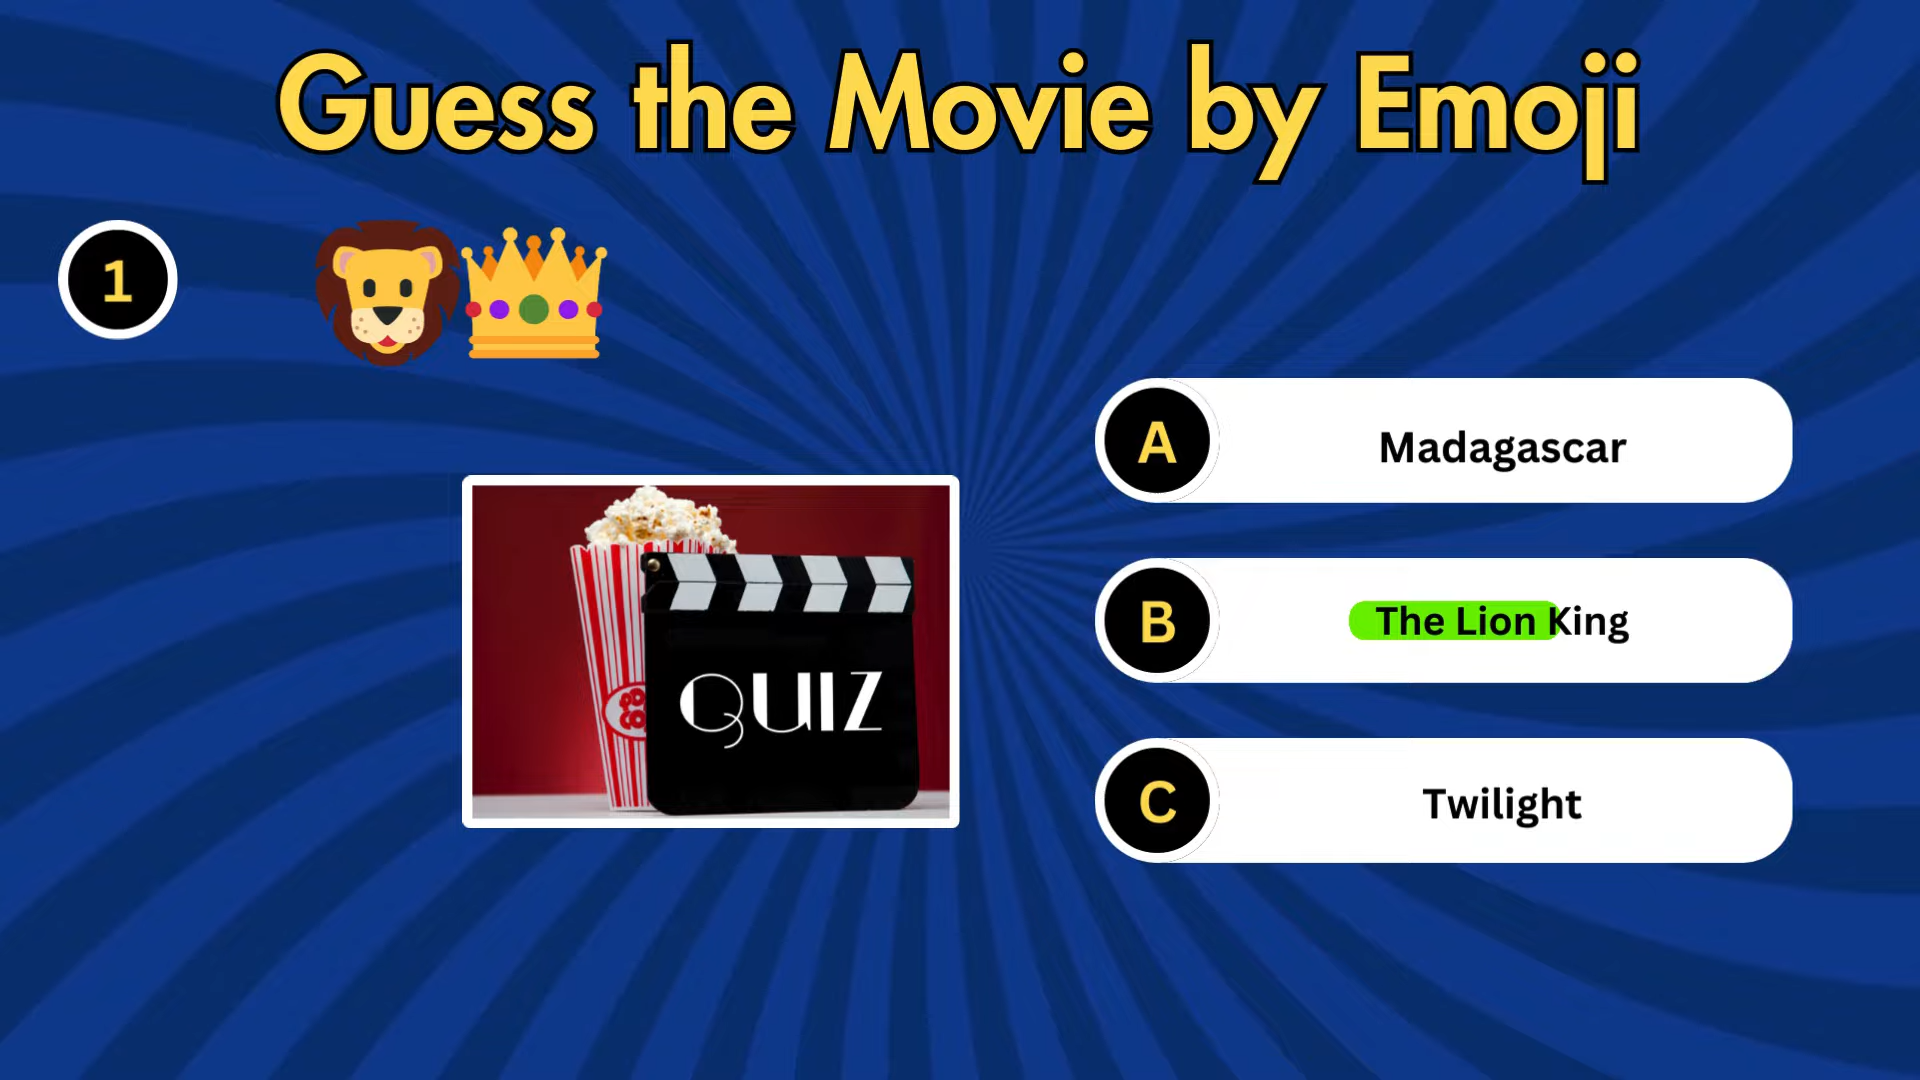 Guess the Movie by Emoji
1
A
Madagascar
B
The Lion King
QUIZ
C
Twilight